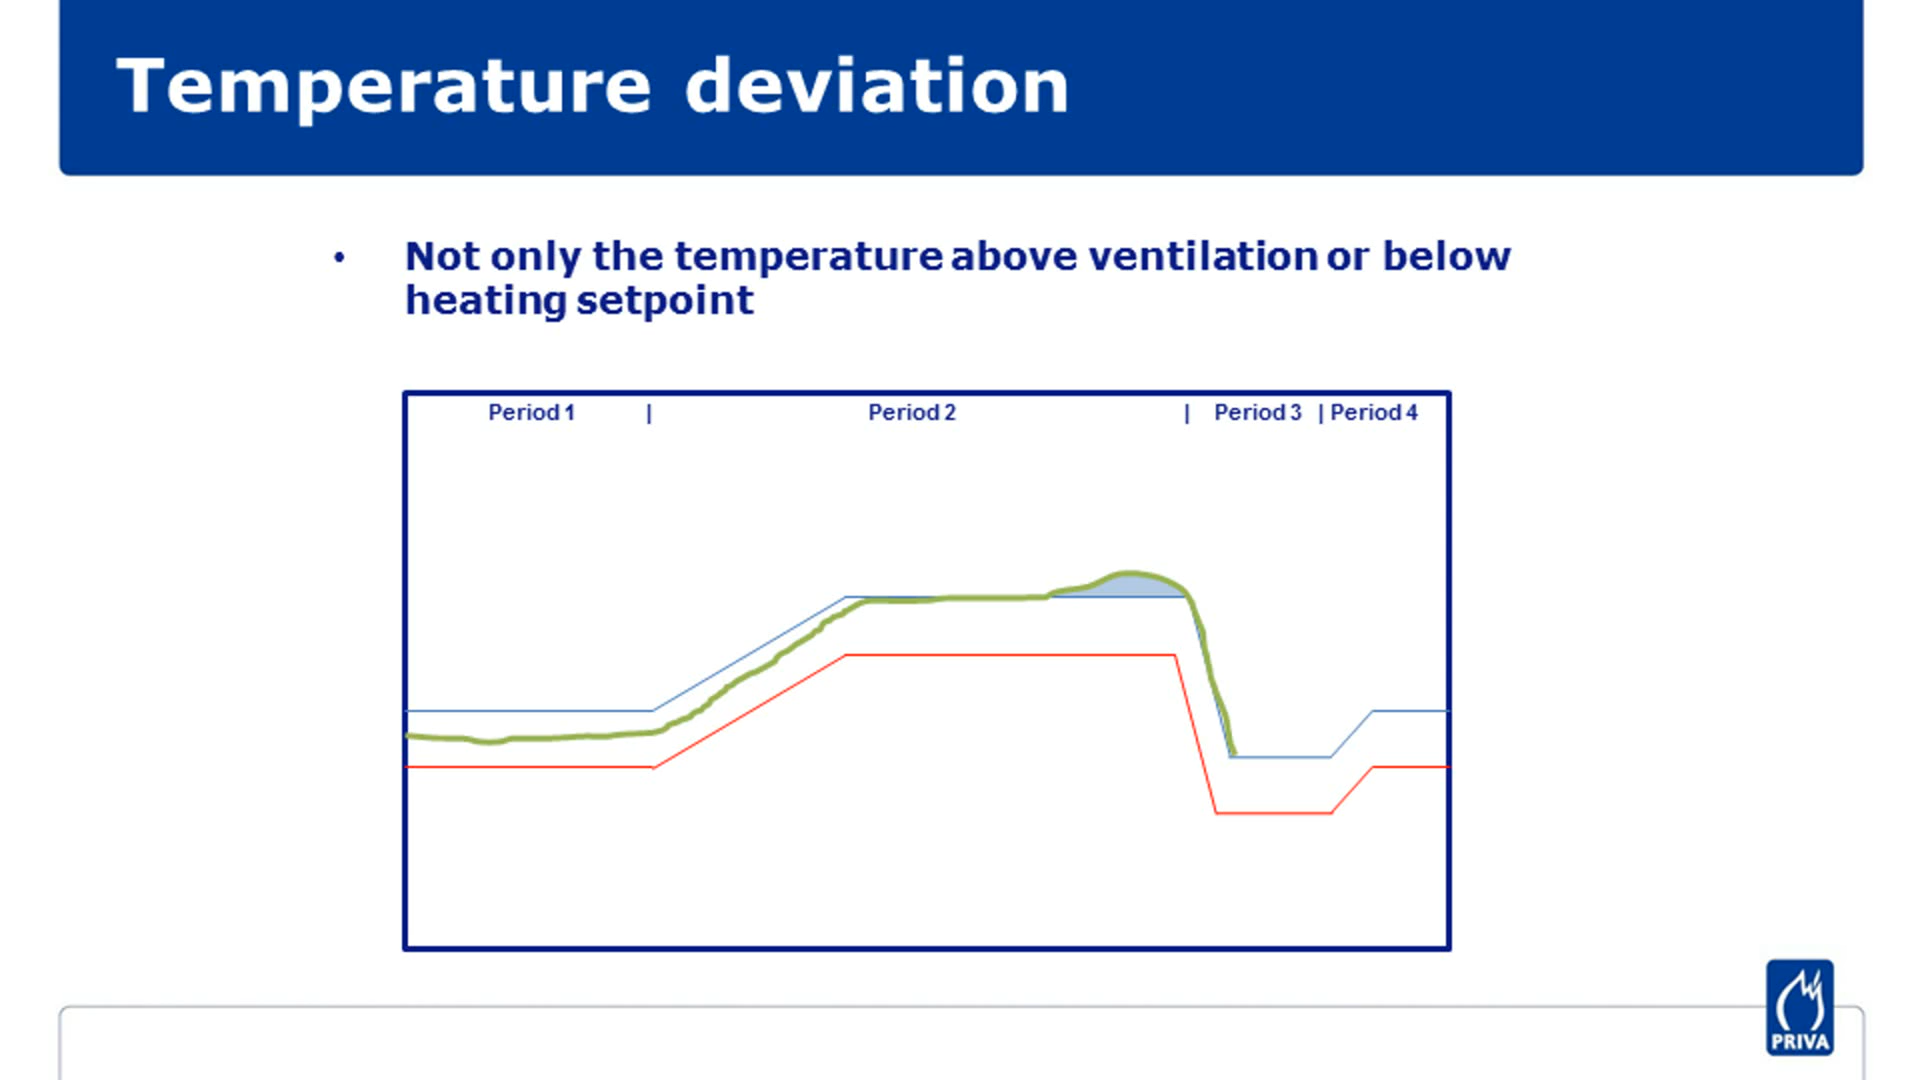 Temperature deviation
• Not only the temperature above ventilation or below
heating setpoint
Period 1 | Period 2 | Period 3 | Period 4
PRIVA